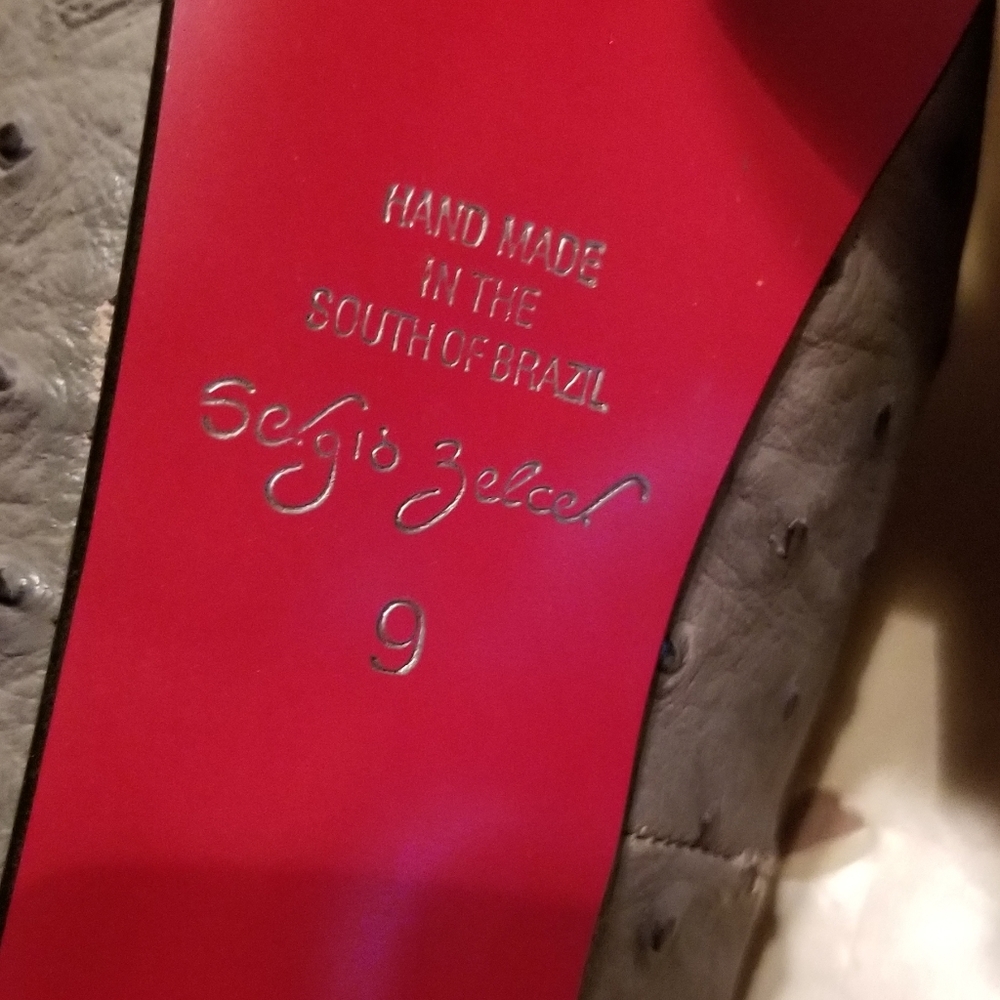 HAND MADE
IN THE
SOUTH OF BRAZIL
Sergio Zelcer
9